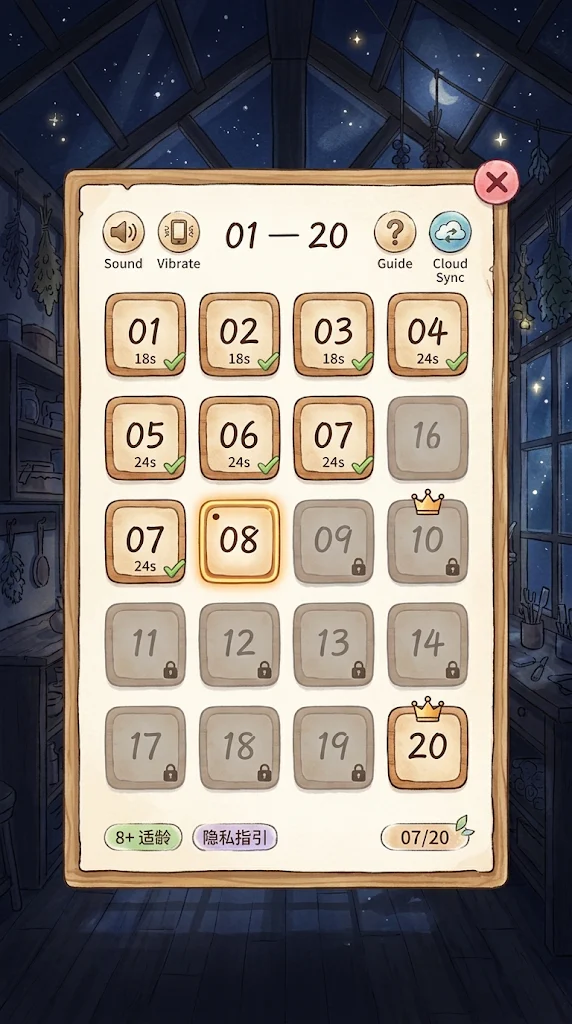 01 — 20
Sound
Vibrate
?
Guide
Cloud
Sync
01
18s
02
18s
03
18s
04
24s
05
24s
06
24s
07
24s
16
07
24s
08
09
10
11
12
13
14
17
18
19
20
8+ 适龄
隐私指引
07/20